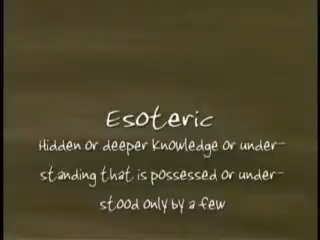 Esoteric
Hidden or deeper knowledge or under-
standing that is possessed or under-
stood only by a few